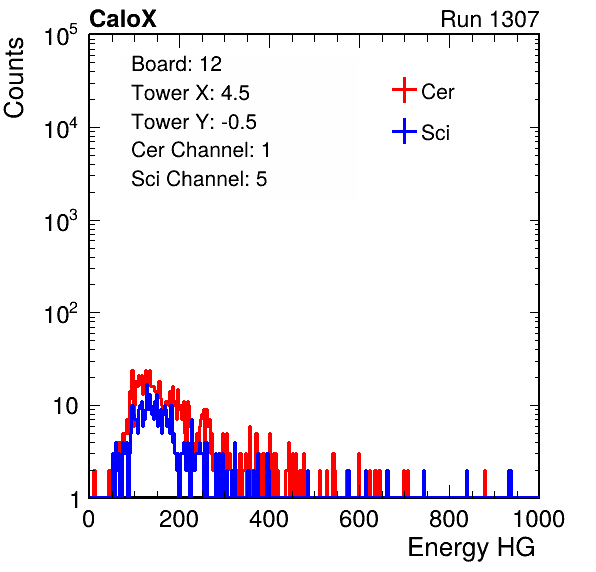 CaloX Run 1307
Counts
10^5
10^4
10^3
10^2
10
1
Board: 12
Tower X: 4.5
Tower Y: -0.5
Cer Channel: 1
Sci Channel: 5
Cer
Sci
0 200 400 600 800 1000
Energy HG